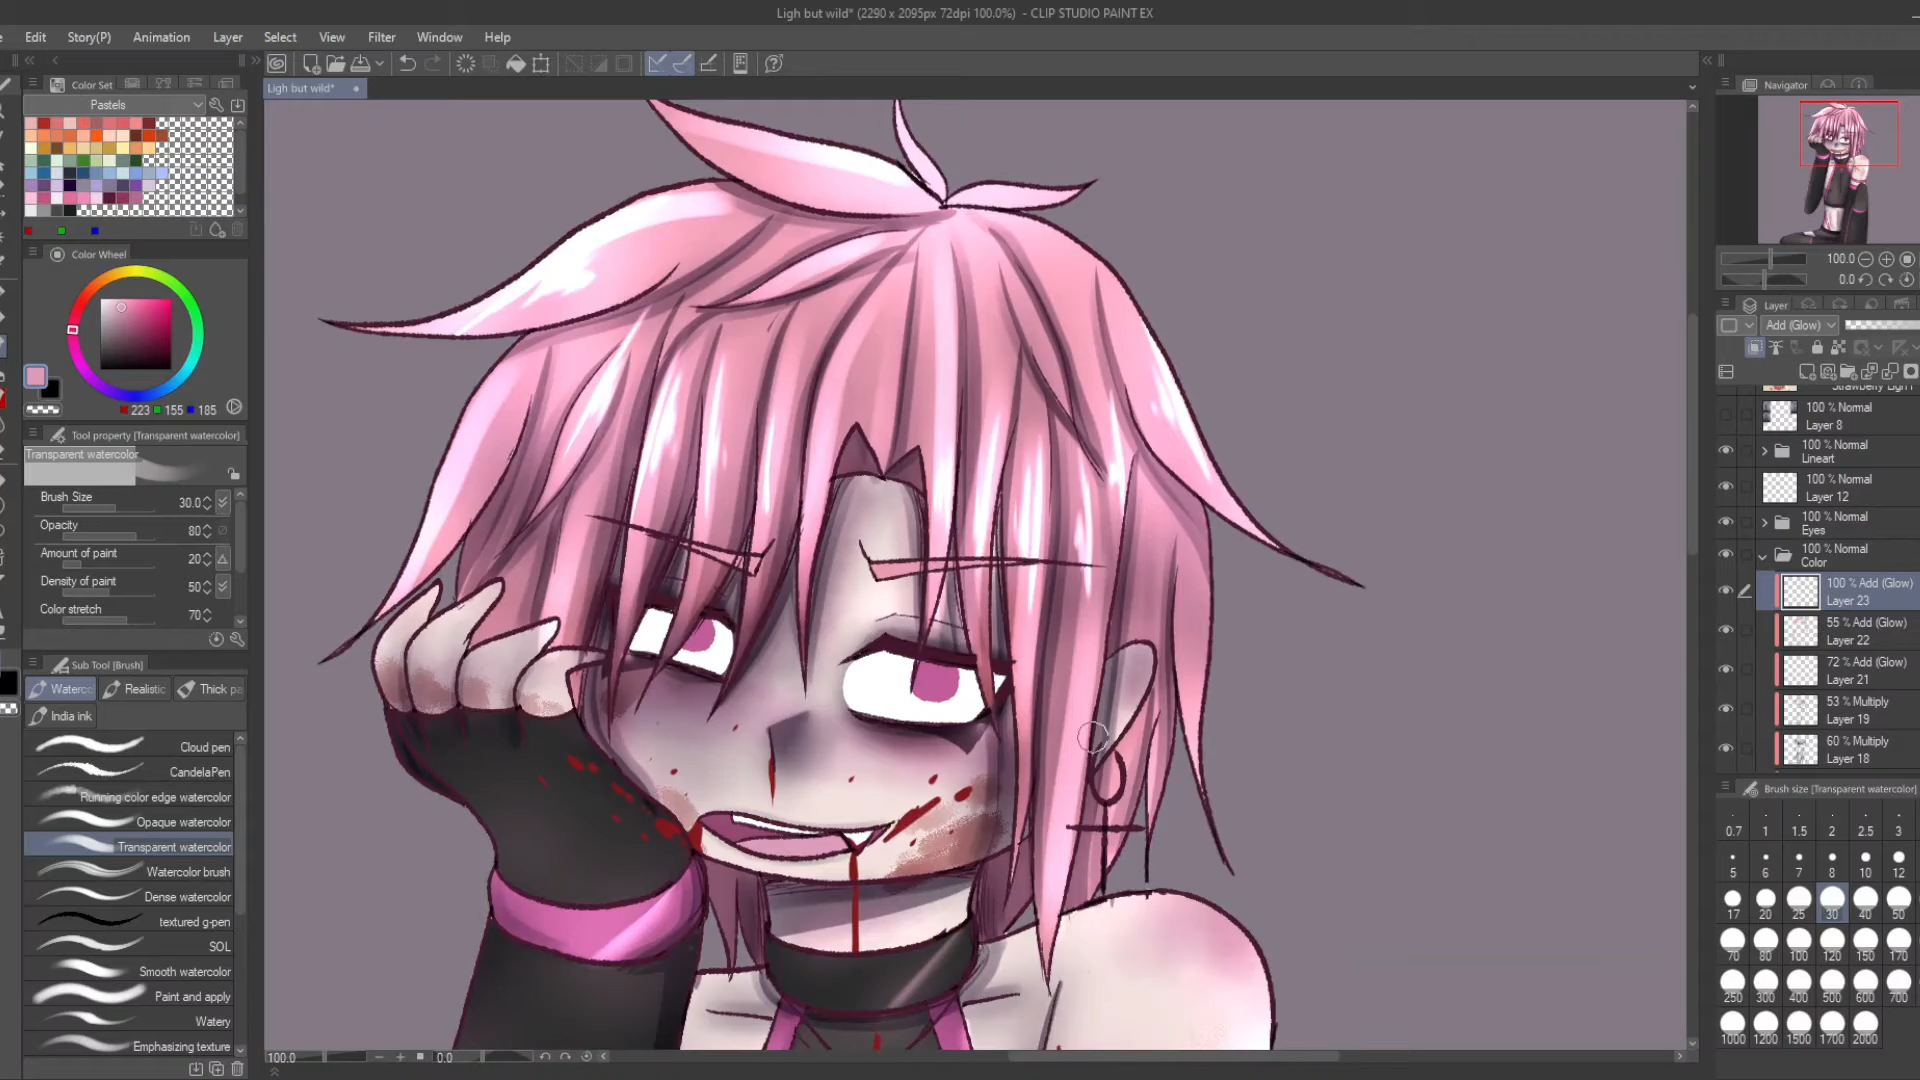 Ligh but wild* (2290 x 2095px 72dpi 100.0%) - CLIP STUDIO PAINT EX
Edit Story(P) Animation Layer Select View Filter Window Help
Ligh but wild*
Color Set
Pastels
Color Wheel
223 155 185
Tool property [Transparent watercolor]
Transparent watercolor
Brush Size 30.0
Opacity 80
Amount of paint 20
Density of paint 50
Color stretch 70
Sub Tool [Brush]
Waterc Realistic Thick pa
India ink
Cloud pen
CandelaPen
Running color edge watercolor
Opaque watercolor
Transparent watercolor
Watercolor brush
Dense watercolor
textured g-pen
SOL
Smooth watercolor
Paint and apply
Watery
Emphasizing texture
100.0 0.0
Navigator
100.0
0.0
Layer
Add (Glow)
100 % Normal
Layer 8
100 % Normal
Lineart
100 % Normal
Layer 12
100 % Normal
Eyes
100 % Normal
Color
100 % Add (Glow)
Layer 23
55 % Add (Glow)
Layer 22
72 % Add (Glow)
Layer 21
53 % Multiply
Layer 19
60 % Multiply
Layer 18
Brush size [Transparent watercolor]
0.7 1 1.5 2 2.5 3
5 6 7 8 10 12
17 20 25 30 40 50
70 80 100 120 150 170
250 300 400 500 600 700
1000 1200 1500 1700 2000